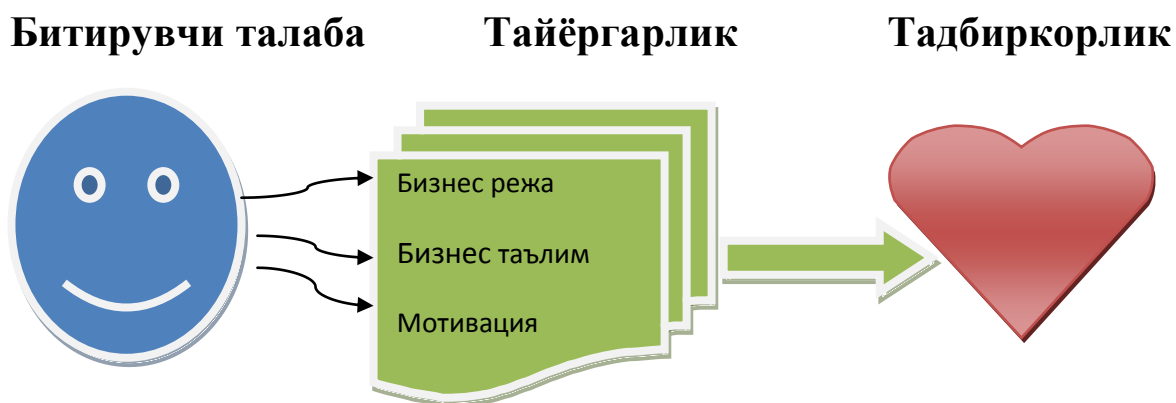 Битирувчи талаба Тайёргарлик Тадбиркорлик
Бизнес режа
Бизнес таълим
Мотивация